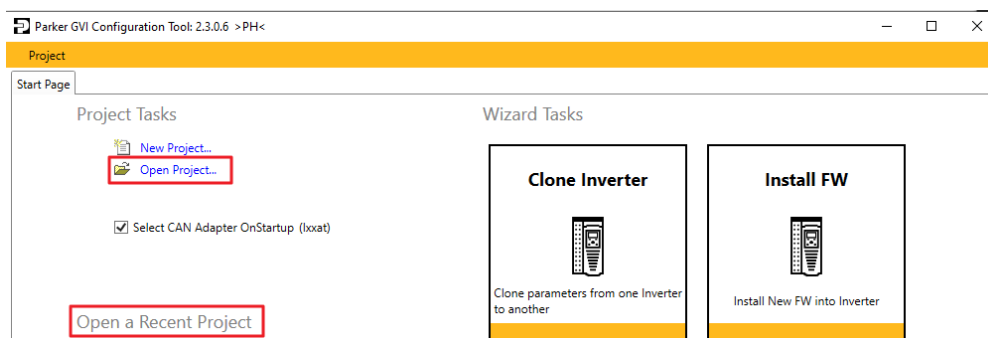 Parker GVI Configuration Tool: 2.3.0.6 >PH<
Project
Start Page
Project Tasks
New Project...
Open Project...
Select CAN Adapter OnStartup (Ixxat)
Open a Recent Project
Wizard Tasks
Clone Inverter
Clone parameters from one Inverter
to another
Install FW
Install New FW into Inverter